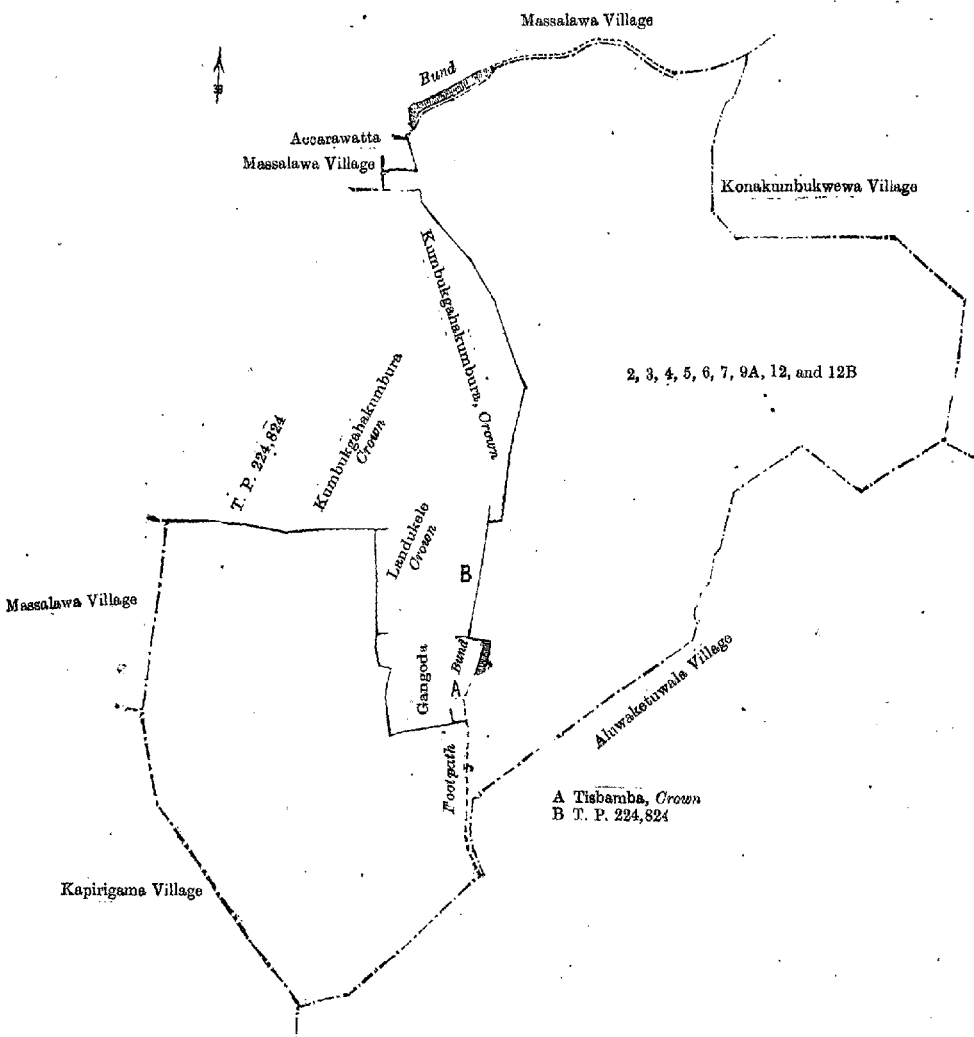 Massalawa Village
Bund
Accarawatta
Massalawa Village
Konakumbukwewa Village
Kumbukgahakumbura, Crown
2, 3, 4, 5, 6, 7, 9A, 12, and 12B
Kumbukgahakumbura
Crown
T. P. 224,824
Landukele
Crown
B
Massalawa Village
Bund
Gangoda
A
Aluwaketuwala Village
Footpath
A Tisbamba, Crown
B T. P. 224,824
Kapirigama Village